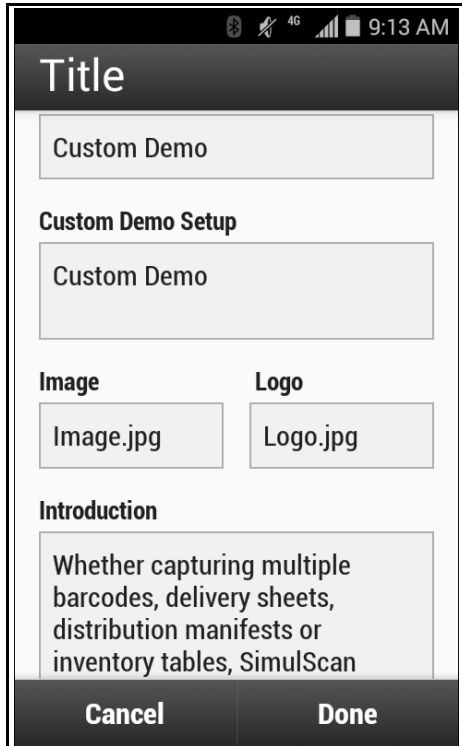 4G 9:13 AM
Title
Custom Demo
Custom Demo Setup
Custom Demo
Image Logo
Image.jpg Logo.jpg
Introduction
Whether capturing multiple
barcodes, delivery sheets,
distribution manifests or
inventory tables, SimulScan
Cancel Done